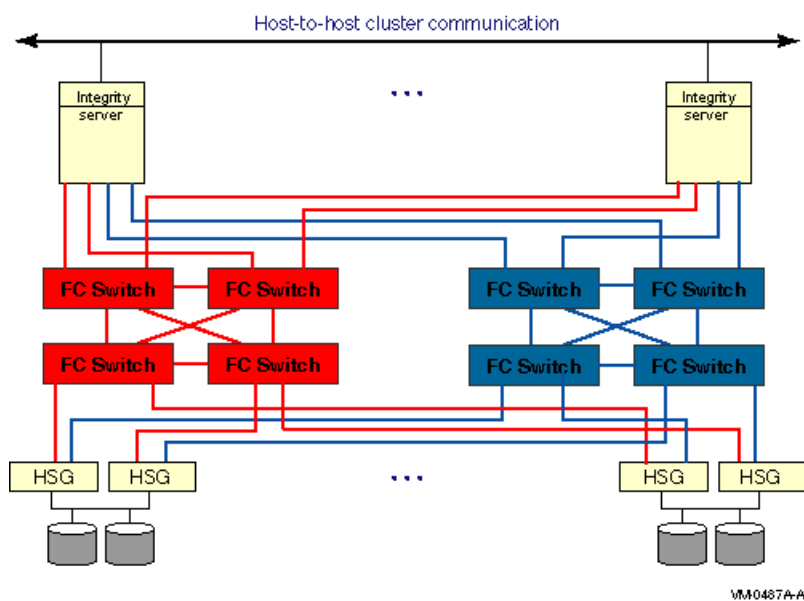 Host-to-host cluster communication
...
Integrity
server
Integrity
server
FC Switch
FC Switch
FC Switch
FC Switch
FC Switch
FC Switch
FC Switch
FC Switch
HSG
HSG
...
HSG
HSG
VM-0487A-AI